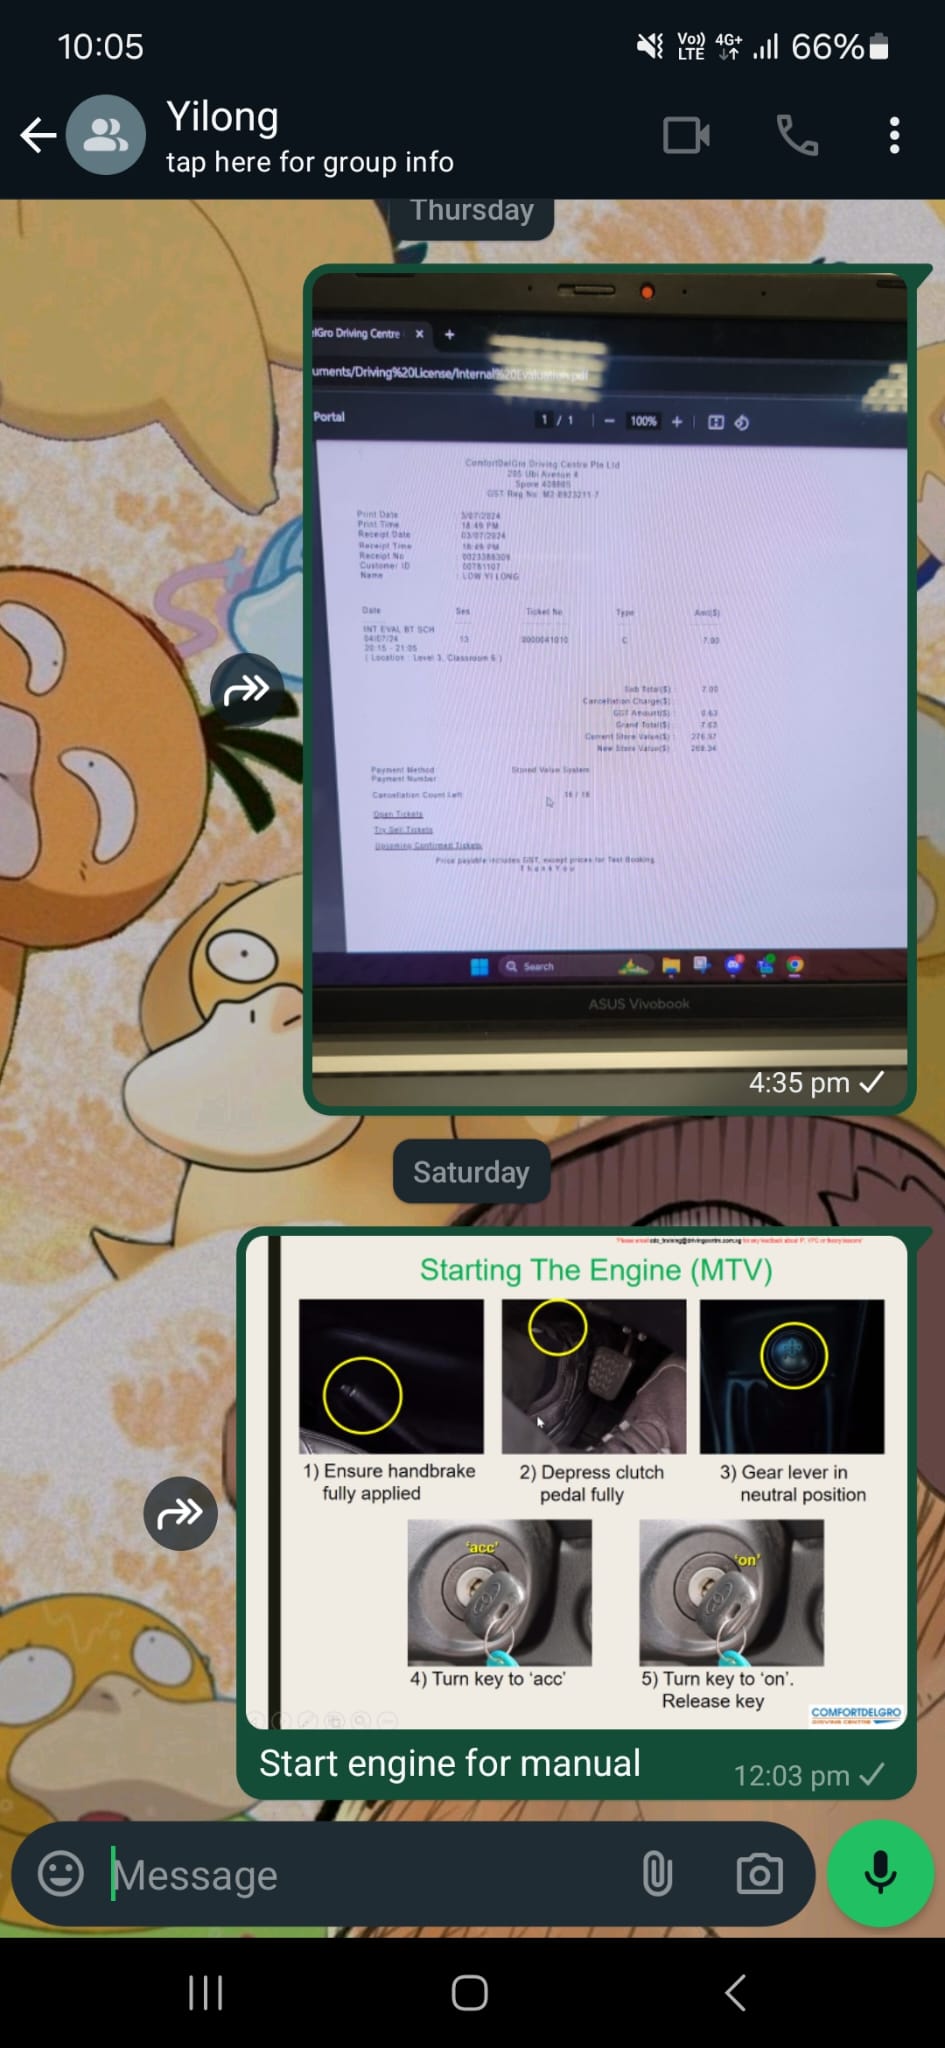 10:05
Vo)) LTE 4G+ 66%
Yilong
tap here for group info
Thursday
elGro Driving Centre
uments/Driving%20License/Internal%20Evaluation.pdf
Portal
1 / 1
100%
ComfortDelGro Driving Centre Pte Ltd
205 Ubi Avenue 4
Spore 408805
GST Reg No: M2-8923211-7
Print Date 3/07/2024
Print Time 18:49 PM
Receipt Date 03/07/2024
Receipt Time 18:49 PM
Receipt No
Customer ID 00781107
Name : LOW YI LONG
Date Ses Ticket No Type Amt($)
INT EVAL BT SCH
04/07/24 13 0000041010 C 7.00
20:15 - 21:05
( Location : Level 3, Classroom 6 )
Sub Total($) : 7.00
Cancellation Charge($) :
GST Amount($) : 0.63
Grand Total($) : 7.63
Current Store Value($) : 276.97
New Store Value($) : 269.34
Payment Method Stored Value System
Payment Number
Cancellation Count Left 16 / 16
Open Tickets
Try Sell Tickets
Upcoming Confirmed Tickets
Price payable includes GST, except prices for Test Booking
Thank You
Search
ASUS Vivobook
4:35 pm
Saturday
Starting The Engine (MTV)
1) Ensure handbrake
fully applied
2) Depress clutch
pedal fully
3) Gear lever in
neutral position
'acc'
'on'
4) Turn key to 'acc'
5) Turn key to 'on'.
Release key
COMFORTDELGRO
DRIVING CENTRE
Start engine for manual
12:03 pm
Message